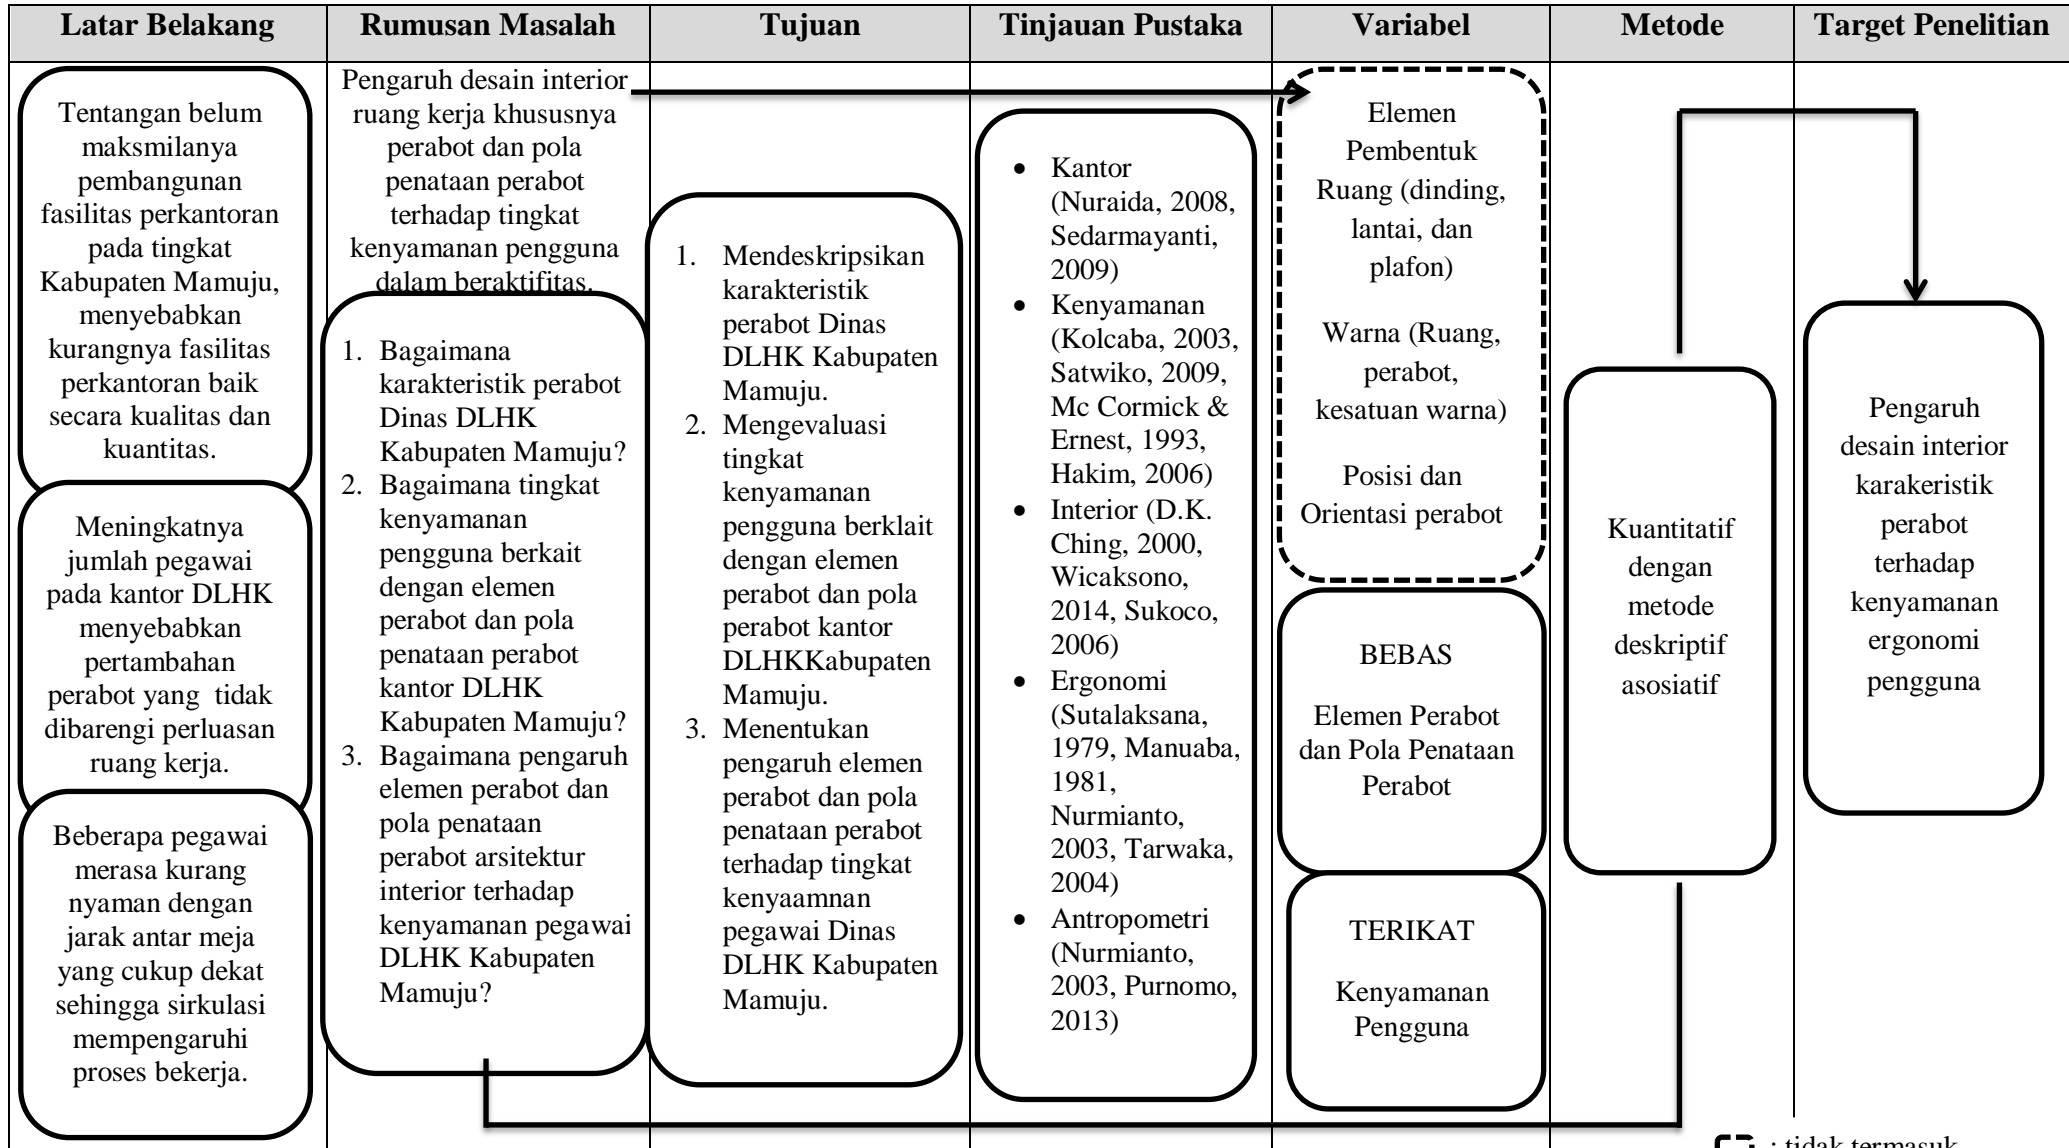 Latar Belakang
Rumusan Masalah
Tujuan
Tinjauan Pustaka
Variabel
Metode
Target Penelitian
Tentangan belum
maksmilanya
pembangunan
fasilitas perkantoran
pada tingkat
Kabupaten Mamuju,
menyebabkan
kurangnya fasilitas
perkantoran baik
secara kualitas dan
kuantitas.
Meningkatnya
jumlah pegawai
pada kantor DLHK
menyebabkan
pertambahan
perabot yang tidak
dibarengi perluasan
ruang kerja.
Beberapa pegawai
merasa kurang
nyaman dengan
jarak antar meja
yang cukup dekat
sehingga sirkulasi
mempengaruhi
proses bekerja.
Pengaruh desain interior
ruang kerja khususnya
perabot dan pola
penataan perabot
terhadap tingkat
kenyamanan pengguna
dalam beraktifitas.
1. Bagaimana
karakteristik perabot
Dinas DLHK
Kabupaten Mamuju?
2. Bagaimana tingkat
kenyamanan
pengguna berkait
dengan elemen
perabot dan pola
penataan perabot
kantor DLHK
Kabupaten Mamuju?
3. Bagaimana pengaruh
elemen perabot dan
pola penataan
perabot arsitektur
interior terhadap
kenyamanan pegawai
DLHK Kabupaten
Mamuju?
1. Mendeskripsikan
karakteristik
perabot Dinas
DLHK Kabupaten
Mamuju.
2. Mengevaluasi
tingkat
kenyamanan
pengguna berklait
dengan elemen
perabot dan pola
perabot kantor
DLHKKabupaten
Mamuju.
3. Menentukan
pengaruh elemen
perabot dan pola
penataan perabot
terhadap tingkat
kenyaamnan
pegawai Dinas
DLHK Kabupaten
Mamuju.
• Kantor
(Nuraida, 2008,
Sedarmayanti,
2009)
• Kenyamanan
(Kolcaba, 2003,
Satwiko, 2009,
Mc Cormick &
Ernest, 1993,
Hakim, 2006)
• Interior (D.K.
Ching, 2000,
Wicaksono,
2014, Sukoco,
2006)
• Ergonomi
(Sutalaksana,
1979, Manuaba,
1981,
Nurmianto,
2003, Tarwaka,
2004)
• Antropometri
(Nurmianto,
2003, Purnomo,
2013)
Elemen
Pembentuk
Ruang (dinding,
lantai, dan
plafon)
Warna (Ruang,
perabot,
kesatuan warna)
Posisi dan
Orientasi perabot
BEBAS
Elemen Perabot
dan Pola Penataan
Perabot
TERIKAT
Kenyamanan
Pengguna
Kuantitatif
dengan
metode
deskriptif
asosiatif
Pengaruh
desain interior
karakeristik
perabot
terhadap
kenyamanan
ergonomi
pengguna
: tidak termasuk